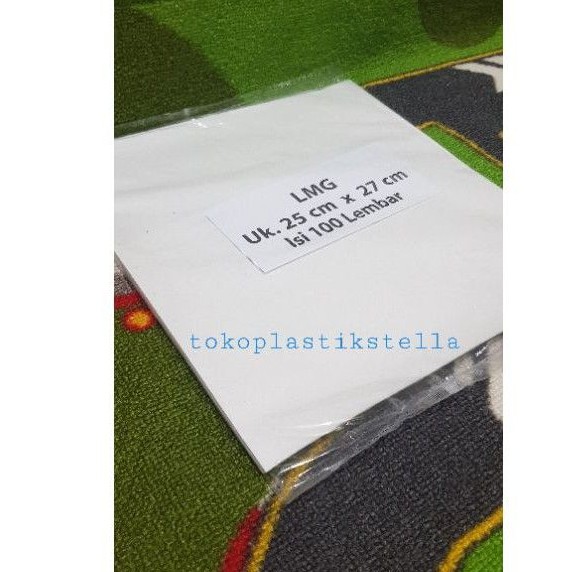 LMG
Uk. 25 cm x 27 cm
Isi 100 Lembar
tokoplastikstella